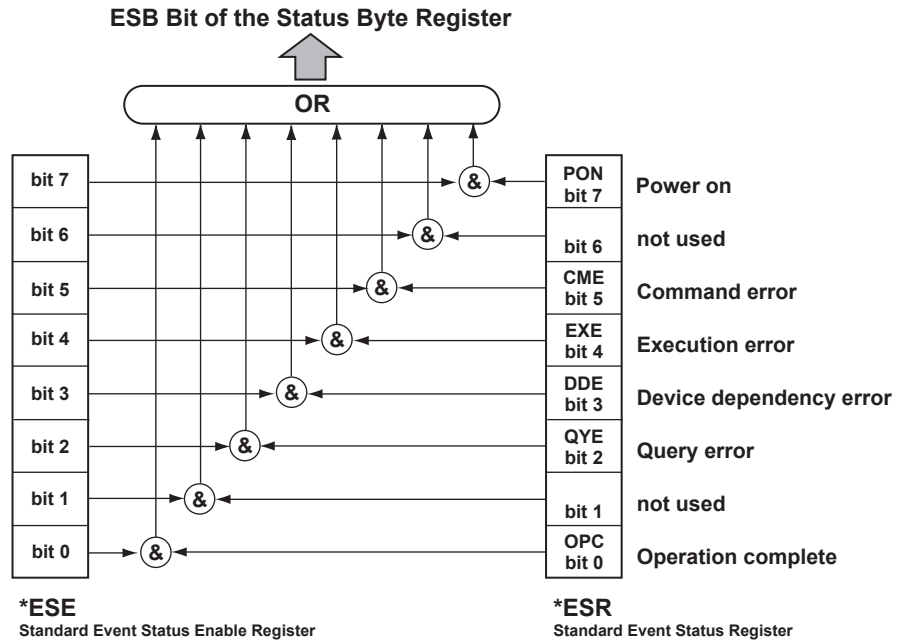 ESB Bit of the Status Byte Register
OR
bit 7
&
PON
bit 7
Power on
bit 6
&
bit 6
not used
bit 5
&
CME
bit 5
Command error
bit 4
&
EXE
bit 4
Execution error
bit 3
&
DDE
bit 3
Device dependency error
bit 2
&
QYE
bit 2
Query error
bit 1
&
bit 1
not used
bit 0
&
OPC
bit 0
Operation complete
*ESE
Standard Event Status Enable Register
*ESR
Standard Event Status Register